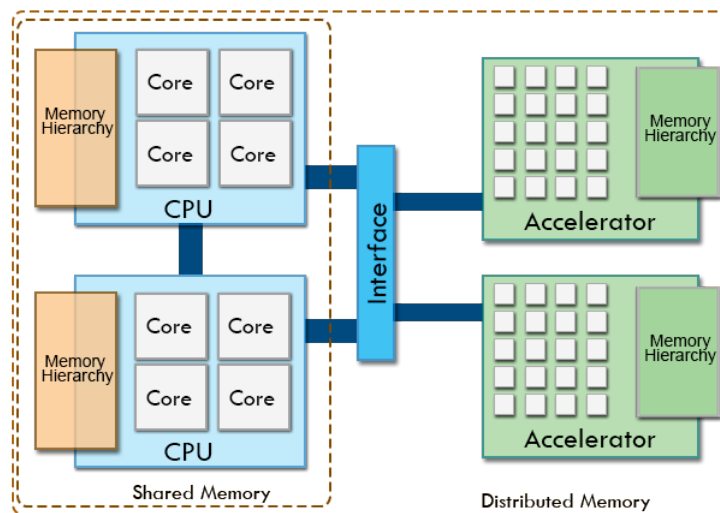 Memory
Hierarchy
Core
Core
Core
Core
CPU
Memory
Hierarchy
Core
Core
Core
Core
CPU
Shared Memory
Interface
Memory
Hierarchy
Accelerator
Memory
Hierarchy
Accelerator
Distributed Memory